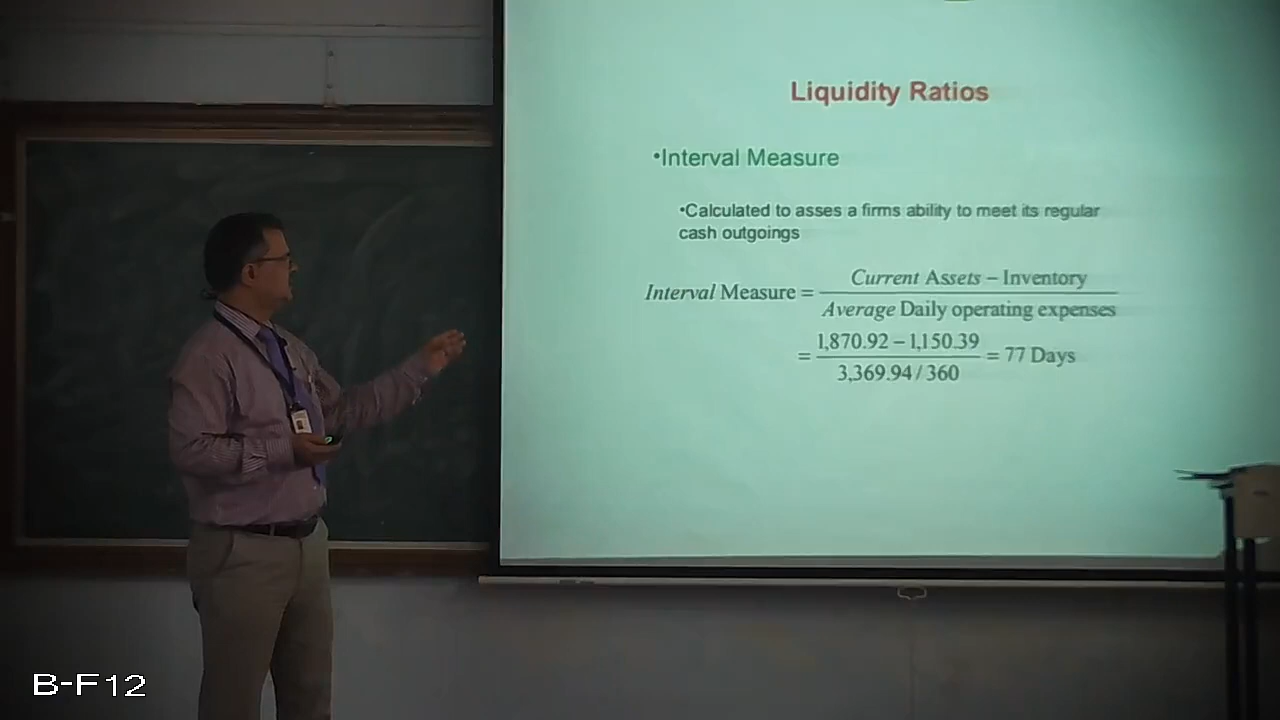 Liquidity Ratios
•Interval Measure
•Calculated to asses a firms ability to meet its regular
cash outgoings
Interval Measure = Current Assets − Inventory / Average Daily operating expenses
= 1,870.92 − 1,150.39 / 3,369.94 / 360 = 77 Days
B-F12